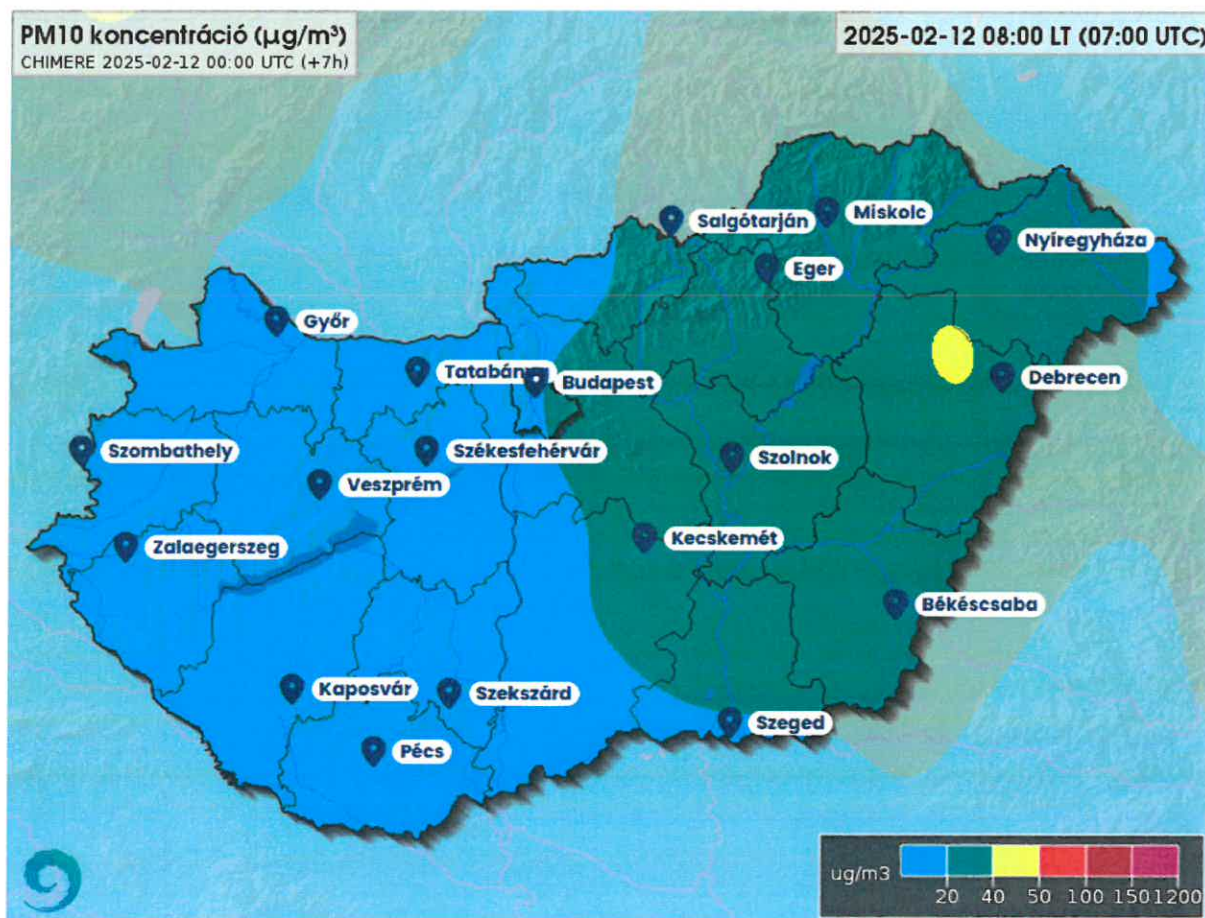 PM10 koncentráció (µg/m³)
CHIMERE 2025-02-12 00:00 UTC (+7h)
2025-02-12 08:00 LT (07:00 UTC)
Salgótarján
Miskolc
Nyíregyháza
Eger
Győr
Tatabánya
Budapest
Debrecen
Szombathely
Székesfehérvár
Szolnok
Veszprém
Zalaegerszeg
Kecskemét
Békéscsaba
Kaposvár
Szekszárd
Szeged
Pécs
ug/m3
20 40 50 100 150 1200